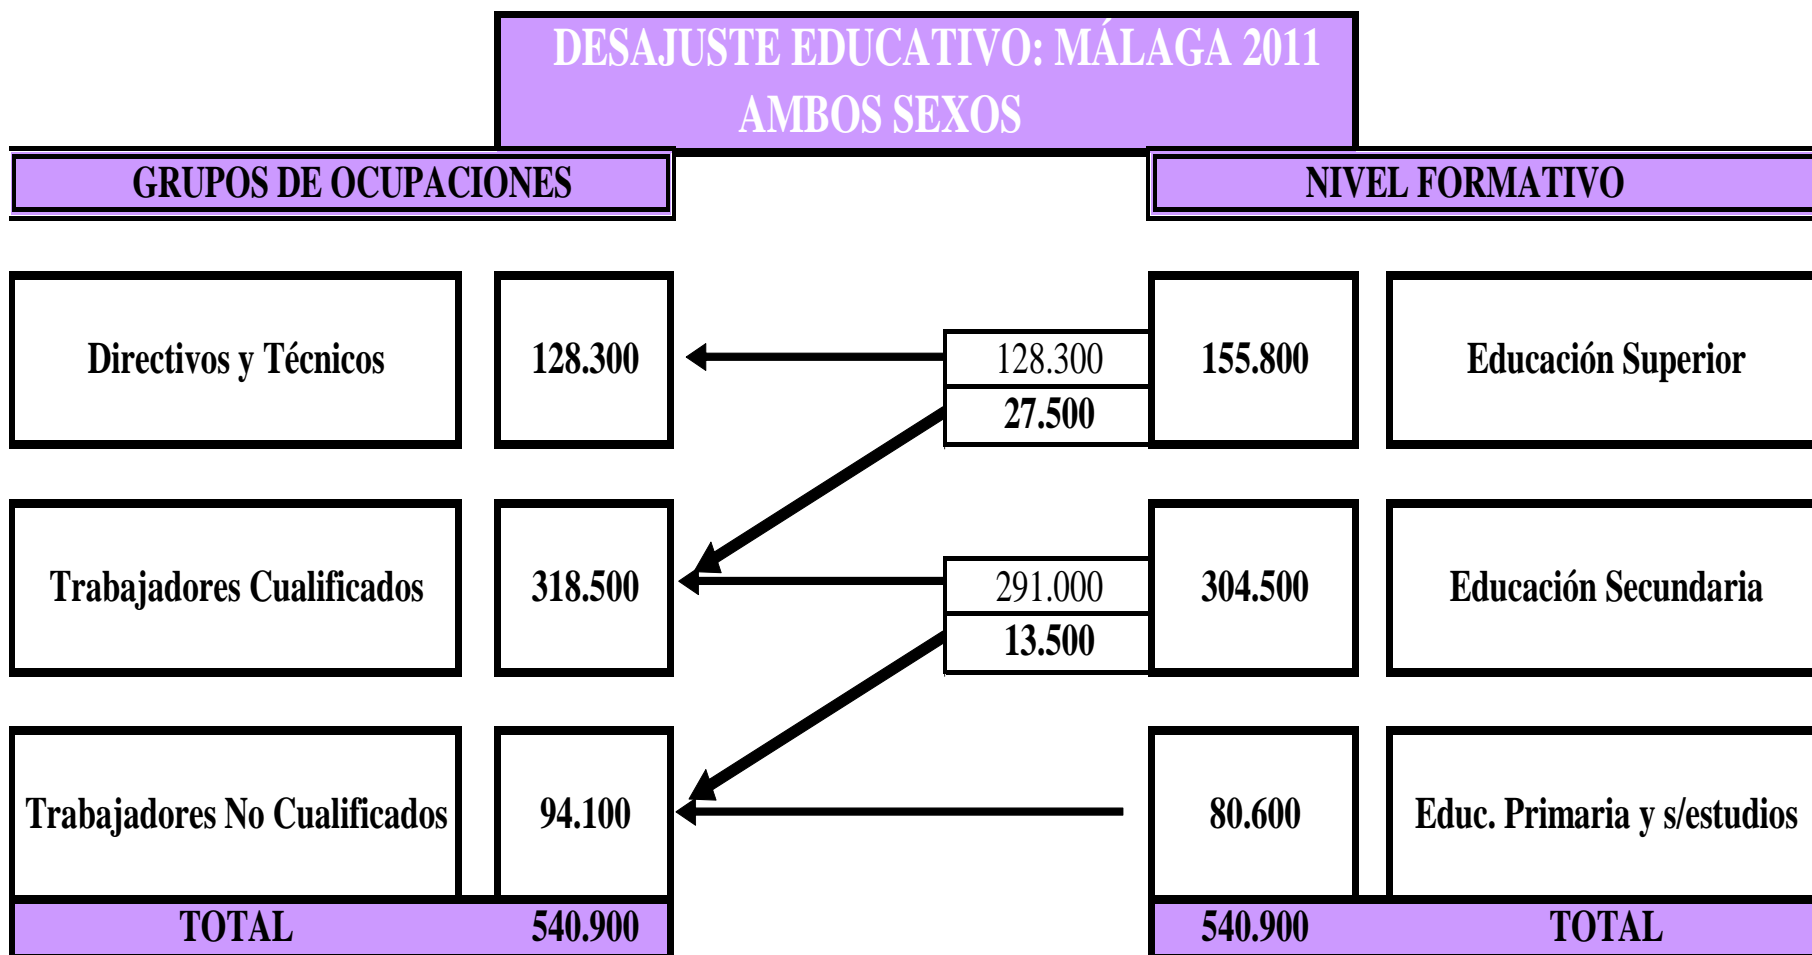 DESAJUSTE EDUCATIVO: MÁLAGA 2011
AMBOS SEXOS
GRUPOS DE OCUPACIONES
NIVEL FORMATIVO
Directivos y Técnicos
128.300
128.300
27.500
155.800
Educación Superior
Trabajadores Cualificados
318.500
291.000
13.500
304.500
Educación Secundaria
Trabajadores No Cualificados
94.100
80.600
Educ. Primaria y s/estudios
TOTAL
540.900
540.900
TOTAL